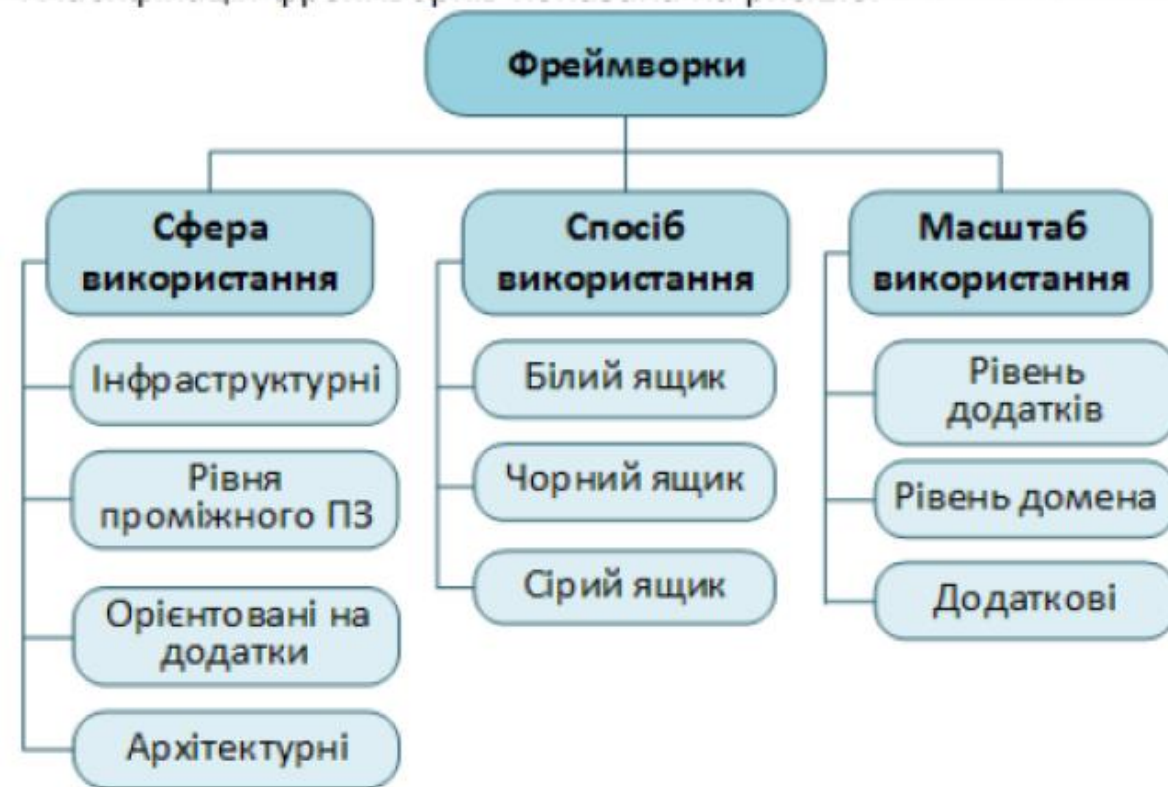 Фреймворки
Сфера
використання
Інфраструктурні
Рівня
проміжного ПЗ
Орієнтовані на
додатки
Архітектурні
Спосіб
використання
Білий ящик
Чорний ящик
Сірий ящик
Масштаб
використання
Рівень
додатків
Рівень домена
Додаткові